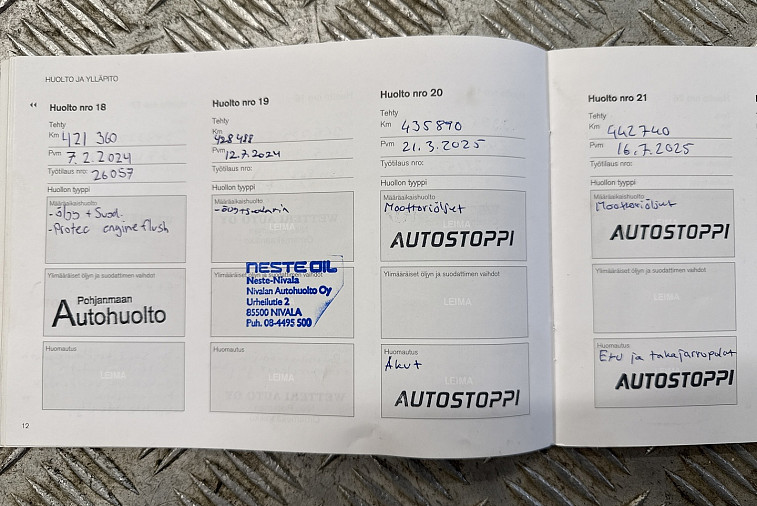 HUOLTO JA YLLÄPITO
Huolto nro 18
Tehty
Km 421 360
Pvm 7.2.2024
Työtilaus nro: 26057
Huollon tyyppi
Määräaikaishuolto
-öljy + Suod.
-Protec engine flush
Ylimääräiset öljyn ja suodattimen vaihdot
Pohjanmaan
Autohuolto
Huomautus
LEIMA
12
Huolto nro 19
Tehty
Km 428 488
Pvm 12.7.2024
Työtilaus nro:
Huollon tyyppi
Määräaikaishuolto
LEIMA
Ylimääräiset öljyn ja suodattimen vaihdot
NESTE OIL
Neste-Nivala
Nivalan Autohuolto Oy
Urheilutie 2
85500 NIVALA
Puh. 08-4495 500
Huomautus
LEIMA
Huolto nro 20
Tehty
Km 435890
Pvm 21.3.2025
Työtilaus nro:
Huollon tyyppi
Määräaikaishuolto
Moottoriöljyt
AUTOSTOPPI
Ylimääräiset öljyn ja suodattimen vaihdot
LEIMA
Huomautus
Akut
LEIMA
AUTOSTOPPI
Huolto nro 21
Tehty
Km 442740
Pvm 16.7.2025
Työtilaus nro:
Huollon tyyppi
Määräaikaishuolto
Moottoriöljyt
AUTOSTOPPI
Ylimääräiset öljyn ja suodattimen vaihdot
LEIMA
Huomautus
Etu ja takajarrupalat
AUTOSTOPPI